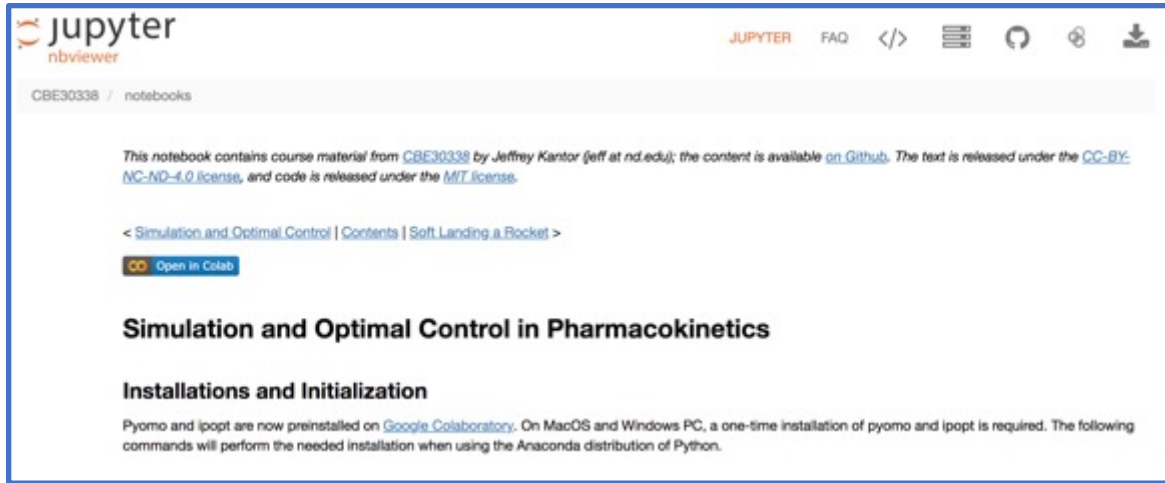 jupyter
nbviewer
JUPYTER FAQ </>
CBE30338 / notebooks
This notebook contains course material from CBE30338 by Jeffrey Kantor (jeff at nd.edu); the content is available on Github. The text is released under the CC-BY-
NC-ND-4.0 license, and code is released under the MIT license.
< Simulation and Optimal Control | Contents | Soft Landing a Rocket >
CO Open in Colab
Simulation and Optimal Control in Pharmacokinetics
Installations and Initialization
Pyomo and ipopt are now preinstalled on Google Colaboratory. On MacOS and Windows PC, a one-time installation of pyomo and ipopt is required. The following
commands will perform the needed installation when using the Anaconda distribution of Python.